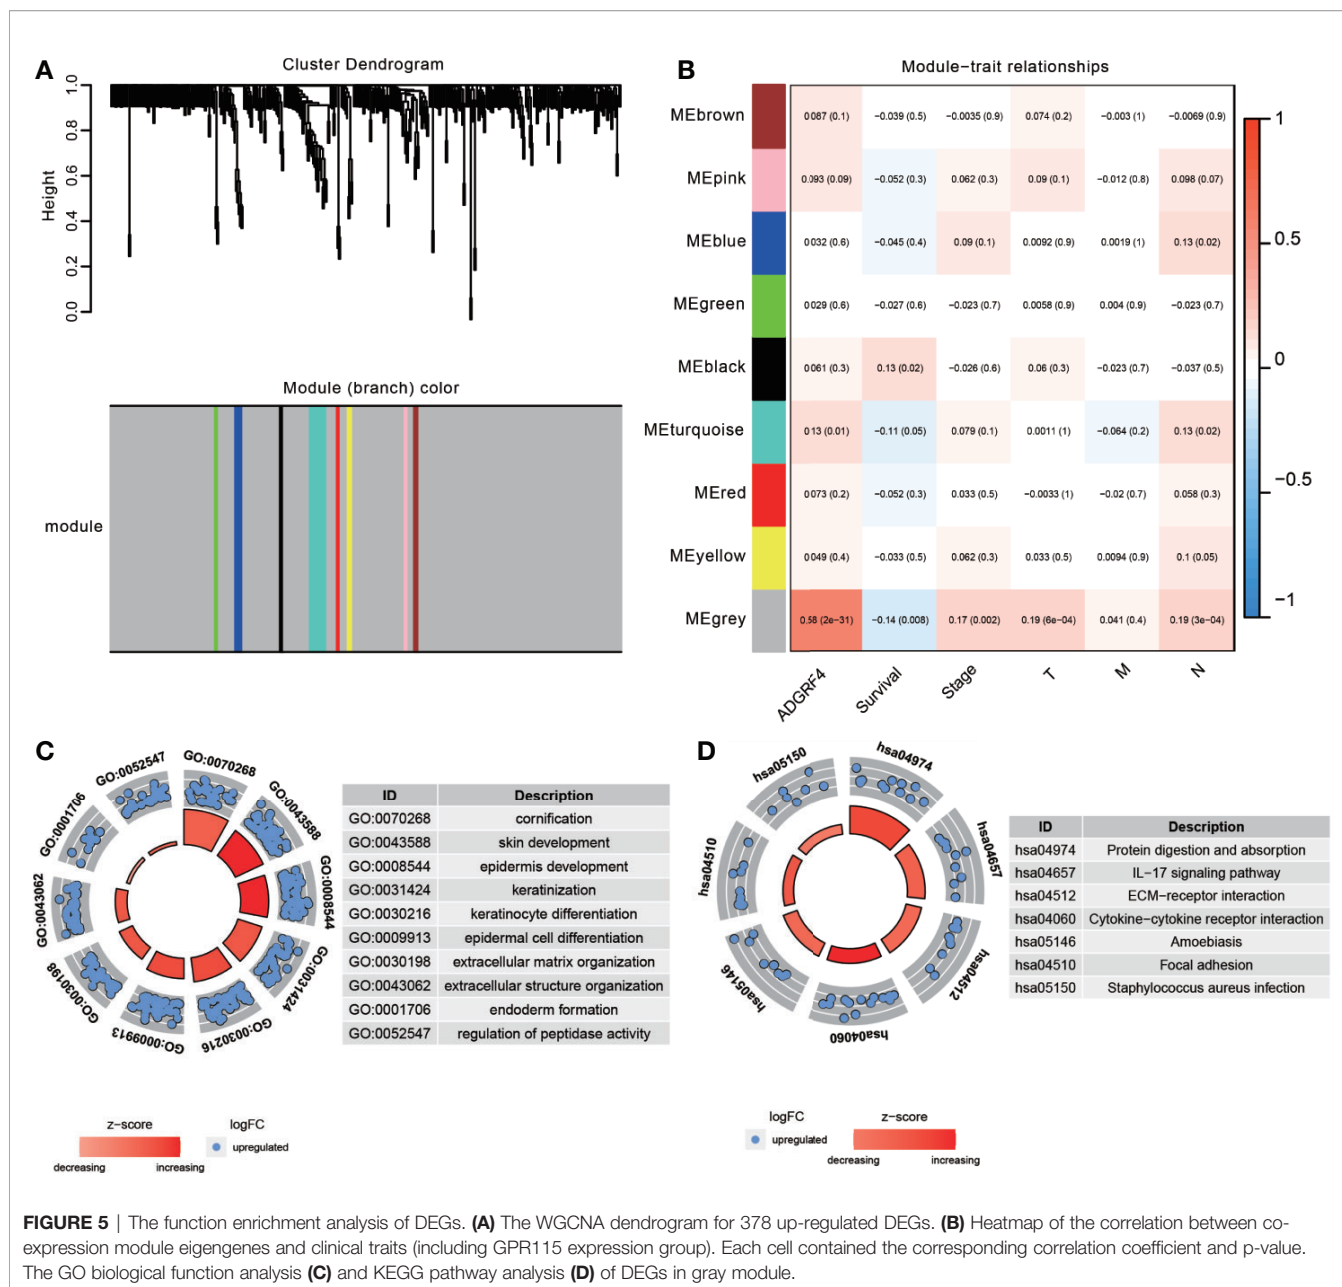 A
Cluster Dendrogram
Height
1.0
0.8
0.6
0.4
0.2
0.0
Module (branch) color
module
B
Module−trait relationships
MEbrown 0.087 (0.1) −0.039 (0.5) −0.0035 (0.9) 0.074 (0.2) −0.003 (1) −0.0069 (0.9)
MEpink 0.093 (0.09) −0.052 (0.3) 0.062 (0.3) 0.09 (0.1) −0.012 (0.8) 0.098 (0.07)
MEblue 0.032 (0.6) −0.045 (0.4) 0.09 (0.1) 0.0092 (0.9) 0.0019 (1) 0.13 (0.02)
MEgreen 0.029 (0.6) −0.027 (0.6) −0.023 (0.7) 0.0058 (0.9) 0.004 (0.9) −0.023 (0.7)
MEblack 0.061 (0.3) 0.13 (0.02) −0.026 (0.6) 0.06 (0.3) −0.023 (0.7) −0.037 (0.5)
MEturquoise 0.13 (0.01) −0.11 (0.05) 0.079 (0.1) 0.0011 (1) −0.064 (0.2) 0.13 (0.02)
MEred 0.073 (0.2) −0.052 (0.3) 0.033 (0.5) −0.0033 (1) −0.02 (0.7) 0.058 (0.3)
MEyellow 0.049 (0.4) −0.033 (0.5) 0.062 (0.3) 0.033 (0.5) 0.0094 (0.9) 0.1 (0.05)
MEgrey 0.58 (2e−31) −0.14 (0.008) 0.17 (0.002) 0.19 (6e−04) 0.041 (0.4) 0.19 (3e−04)
ADGRF4 Survival Stage T M N
1
0.5
0
−0.5
−1
C
GO:0070268
GO:0043588
GO:0008544
GO:0031424
GO:0030216
GO:0009913
GO:0030198
GO:0043062
GO:0001706
GO:0052547
ID Description
GO:0070268 cornification
GO:0043588 skin development
GO:0008544 epidermis development
GO:0031424 keratinization
GO:0030216 keratinocyte differentiation
GO:0009913 epidermal cell differentiation
GO:0030198 extracellular matrix organization
GO:0043062 extracellular structure organization
GO:0001706 endoderm formation
GO:0052547 regulation of peptidase activity
z−score
decreasing increasing
logFC
upregulated
D
hsa04974
hsa04657
hsa04512
hsa04060
hsa05146
hsa04510
hsa05150
ID Description
hsa04974 Protein digestion and absorption
hsa04657 IL−17 signaling pathway
hsa04512 ECM−receptor interaction
hsa04060 Cytokine−cytokine receptor interaction
hsa05146 Amoebiasis
hsa04510 Focal adhesion
hsa05150 Staphylococcus aureus infection
logFC
upregulated
z−score
decreasing increasing
FIGURE 5 | The function enrichment analysis of DEGs. (A) The WGCNA dendrogram for 378 up-regulated DEGs. (B) Heatmap of the correlation between co-
expression module eigengenes and clinical traits (including GPR115 expression group). Each cell contained the corresponding correlation coefficient and p-value.
The GO biological function analysis (C) and KEGG pathway analysis (D) of DEGs in gray module.